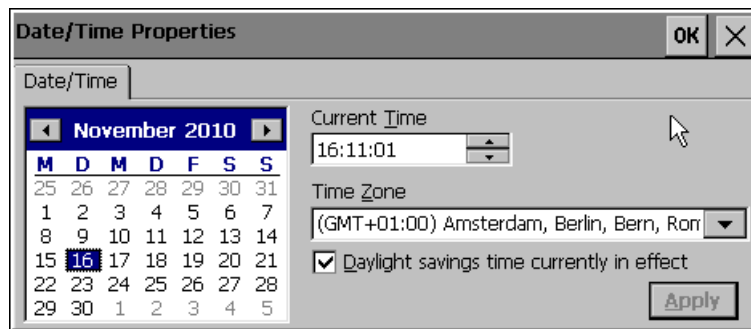 Date/Time Properties OK
Date/Time
November 2010
M D M D F S S
25 26 27 28 29 30 31
1 2 3 4 5 6 7
8 9 10 11 12 13 14
15 16 17 18 19 20 21
22 23 24 25 26 27 28
29 30 1 2 3 4 5
Current Time
16:11:01
Time Zone
(GMT+01:00) Amsterdam, Berlin, Bern, Rom
Daylight savings time currently in effect
Apply